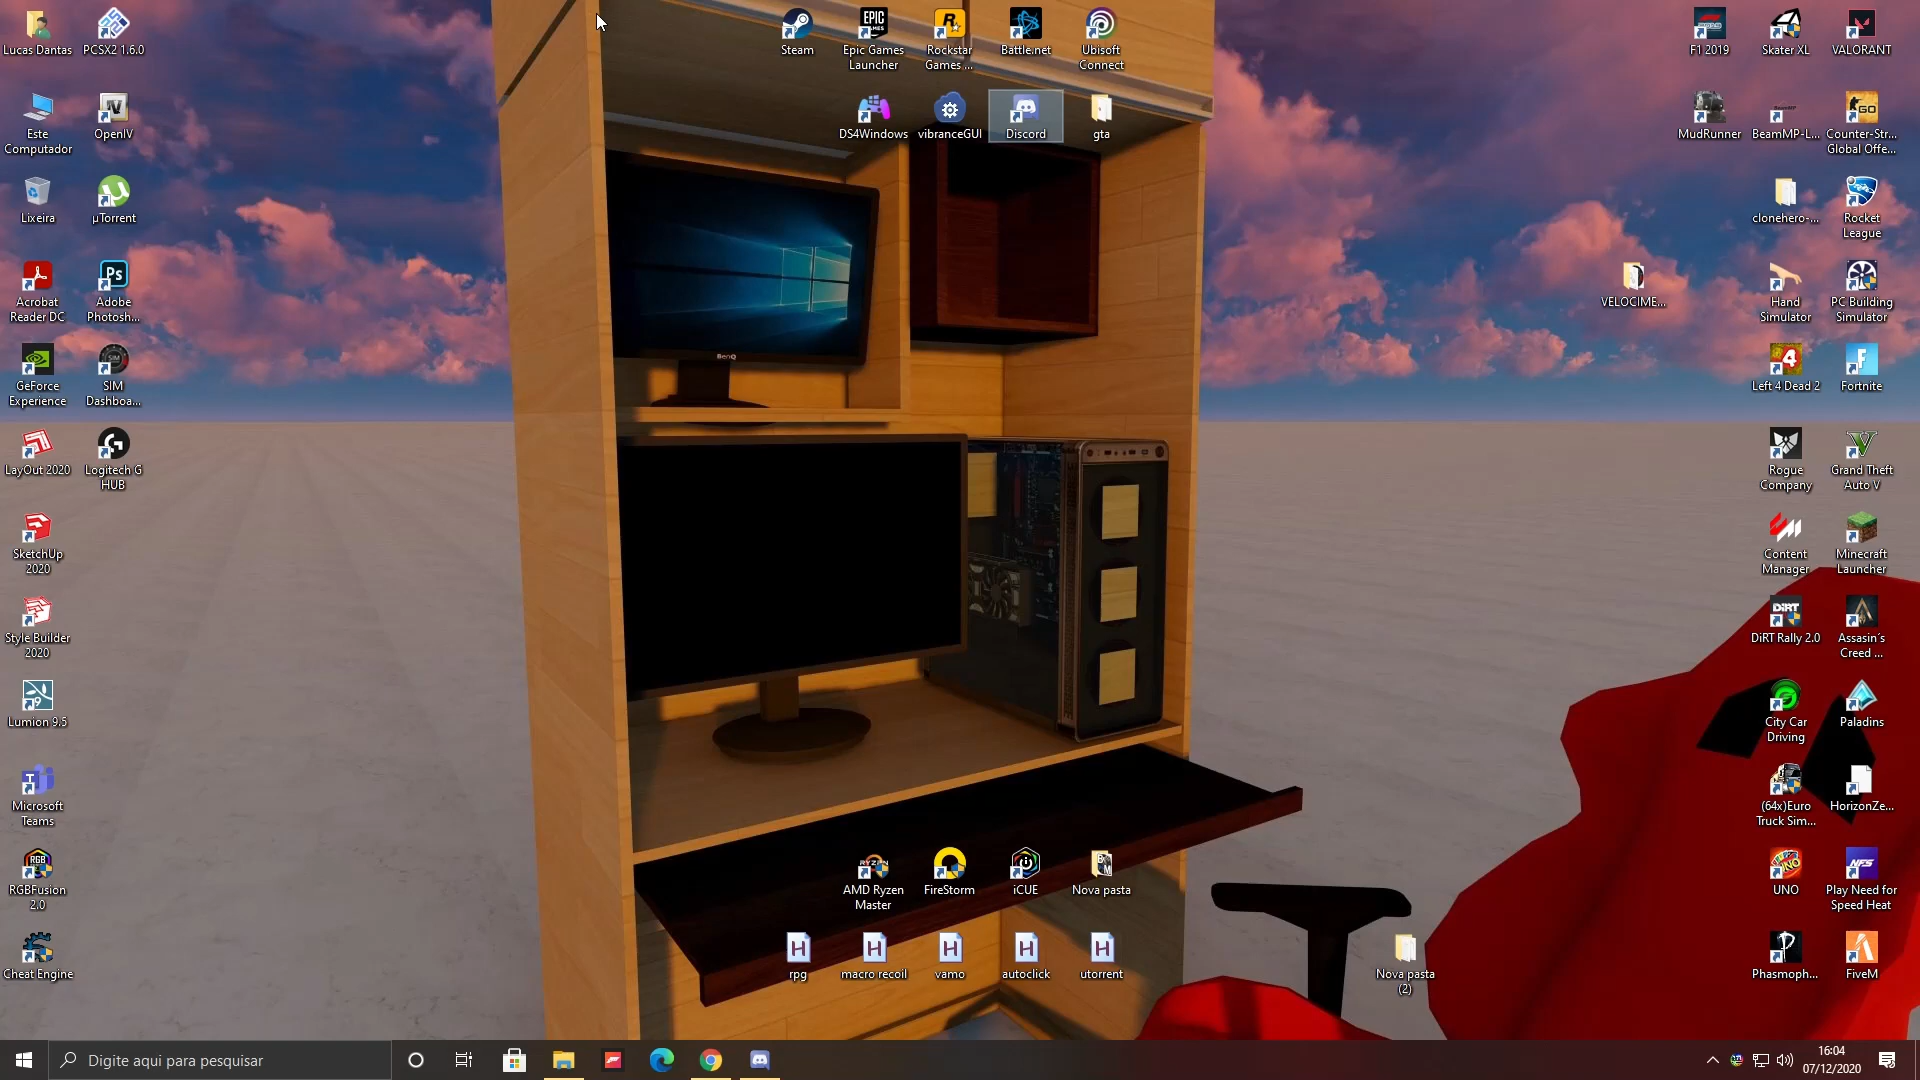 Lucas Dantas
PCSX2 1.6.0
Steam
Epic Games
Launcher
Rockstar
Games ...
Battle.net
Ubisoft
Connect
F1 2019
Skater XL
VALORANT
Este
Computador
OpenIV
DS4Windows
vibranceGUI
Discord
gta
MudRunner
BeamMP-L...
Counter-Str...
Global Offe...
Lixeira
µTorrent
clonehero-...
Rocket
League
Acrobat
Reader DC
Adobe
Photosh...
VELOCIME...
Hand
Simulator
PC Building
Simulator
BenQ
GeForce
Experience
SIM
Dashboa...
Left 4 Dead 2
Fortnite
LayOut 2020
Logitech G
HUB
Rogue
Company
Grand Theft
Auto V
SketchUp
2020
Content
Manager
Minecraft
Launcher
Style Builder
2020
DiRT Rally 2.0
Assasin´s
Creed ...
Lumion 9.5
City Car
Driving
Paladins
Microsoft
Teams
(64x)Euro
Truck Sim...
HorizonZe...
RGBFusion
2.0
AMD Ryzen
Master
FireStorm
iCUE
Nova pasta
UNO
Play Need for
Speed Heat
Cheat Engine
rpg
macro recoil
vamo
autoclick
utorrent
Nova pasta
(2)
Phasmoph...
FiveM
Digite aqui para pesquisar
16:04
07/12/2020